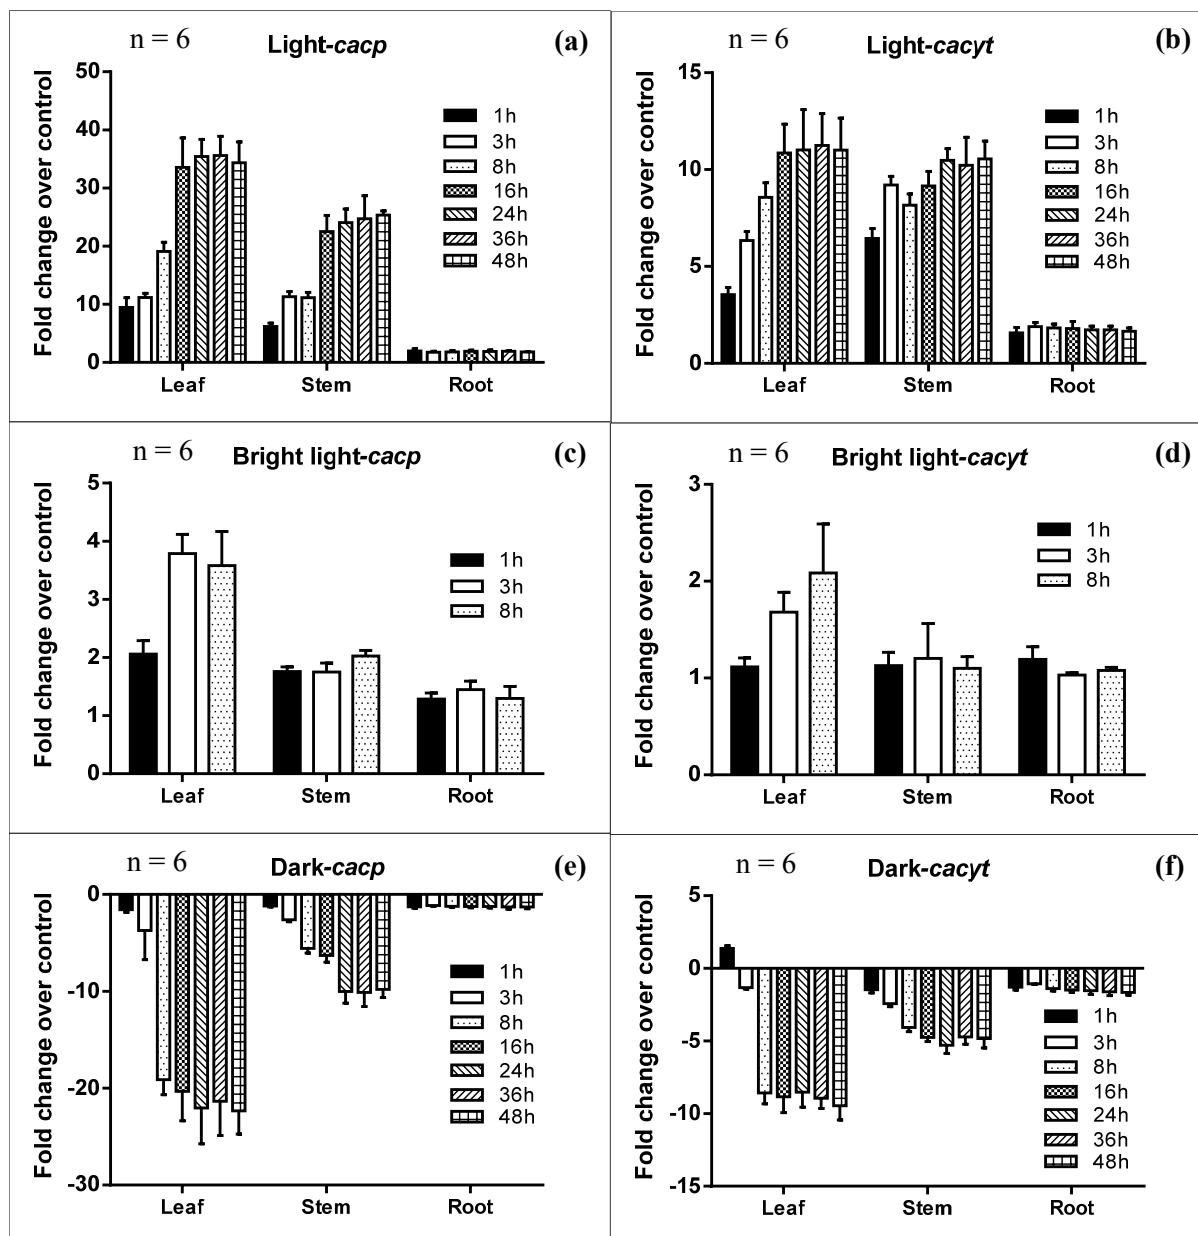 n = 6
Light-cacp
(a)
Fold change over control
50
40
30
20
10
0
1h
3h
8h
16h
24h
36h
48h
Leaf Stem Root
n = 6
Light-cacyt
(b)
Fold change over control
15
10
5
0
1h
3h
8h
16h
24h
36h
48h
Leaf Stem Root
n = 6
Bright light-cacp
(c)
Fold change over control
5
4
3
2
1
0
1h
3h
8h
Leaf Stem Root
n = 6
Bright light-cacyt
(d)
Fold change over control
3
2
1
0
1h
3h
8h
Leaf Stem Root
n = 6
Dark-cacp
(e)
Fold change over control
0
-10
-20
-30
1h
3h
8h
16h
24h
36h
48h
Leaf Stem Root
n = 6
Dark-cacyt
(f)
Fold change over control
5
0
-5
-10
-15
1h
3h
8h
16h
24h
36h
48h
Leaf Stem Root